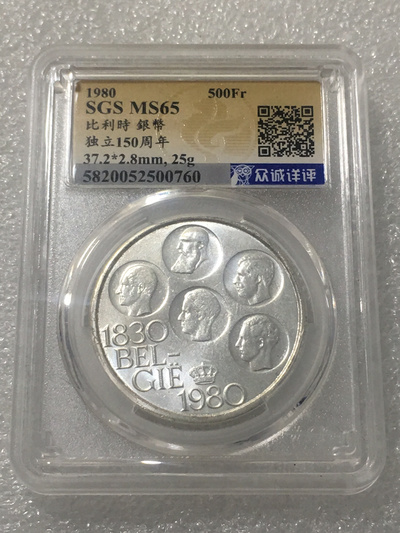 1980 500Fr
SGS MS65
比利時 銀幣
独立150周年
37.2*2.8mm, 25g
5820052500760
众诚详评
1830
BEL-
GIË
1980